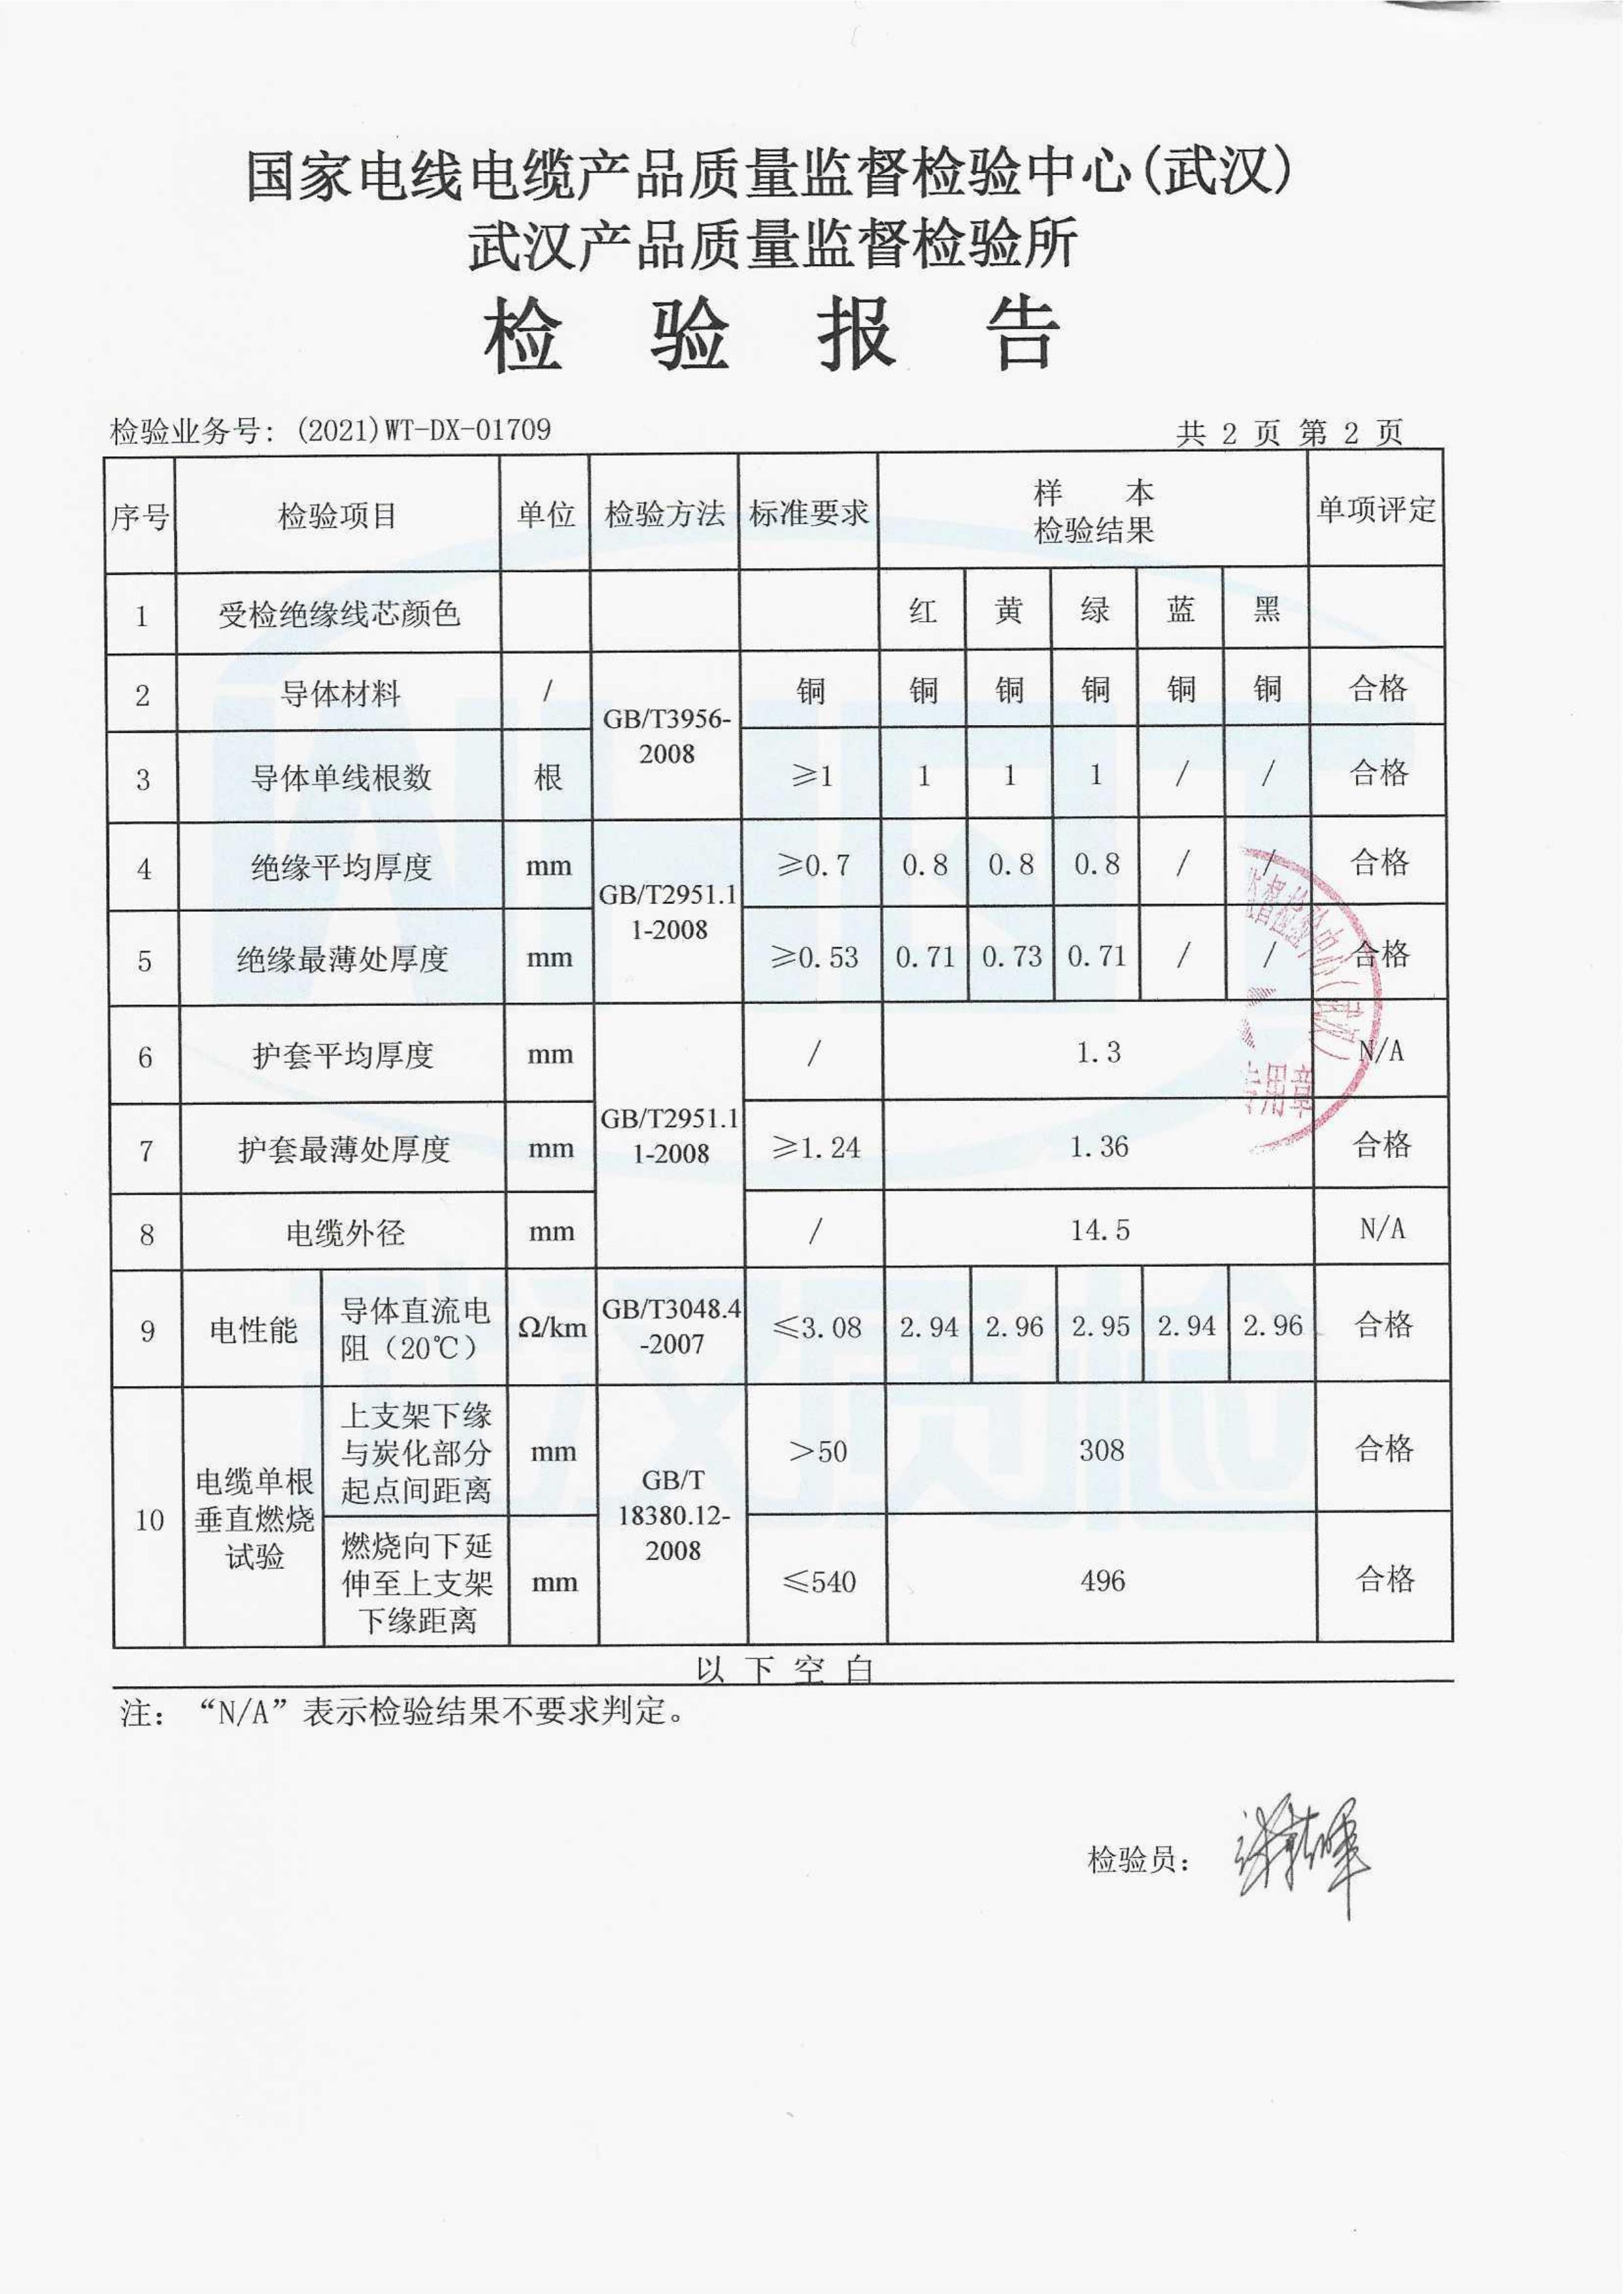 国家电线电缆产品质量监督检验中心(武汉)
武汉产品质量监督检验所
检 验 报 告
检验业务号: (2021)WT-DX-01709
共 2 页 第 2 页
序号 检验项目 单位 检验方法 标准要求 样 本 检验结果 单项评定
1 受检绝缘线芯颜色 红 黄 绿 蓝 黑
2 导体材料 / GB/T3956-2008 铜 铜 铜 铜 铜 铜 合格
3 导体单线根数 根 ≥1 1 1 1 / / 合格
4 绝缘平均厚度 mm GB/T2951.11-2008 ≥0.7 0.8 0.8 0.8 / / 合格
5 绝缘最薄处厚度 mm ≥0.53 0.71 0.73 0.71 / / 合格
6 护套平均厚度 mm GB/T2951.11-2008 / 1.3 N/A
7 护套最薄处厚度 mm ≥1.24 1.36 合格
8 电缆外径 mm / 14.5 N/A
9 电性能 导体直流电阻（20℃） Ω/km GB/T3048.4-2007 ≤3.08 2.94 2.96 2.95 2.94 2.96 合格
10 电缆单根垂直燃烧试验 上支架下缘与炭化部分起点间距离 mm GB/T 18380.12-2008 >50 308 合格
燃烧向下延伸至上支架下缘距离 mm ≤540 496 合格
以 下 空 白
注: “N/A”表示检验结果不要求判定。
检验员:
督检验中心(武汉)
专用章